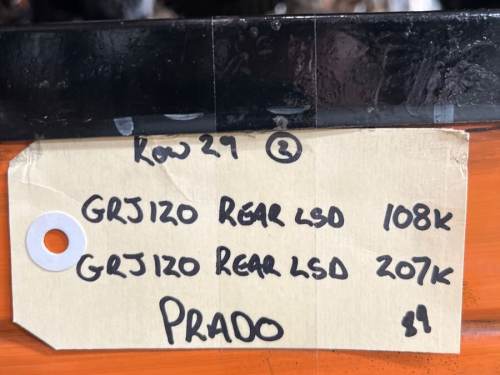 Row 29 ②
GRJ120 REAR LSD 108K
GRJ120 REAR LSD 207K
PRADO 89